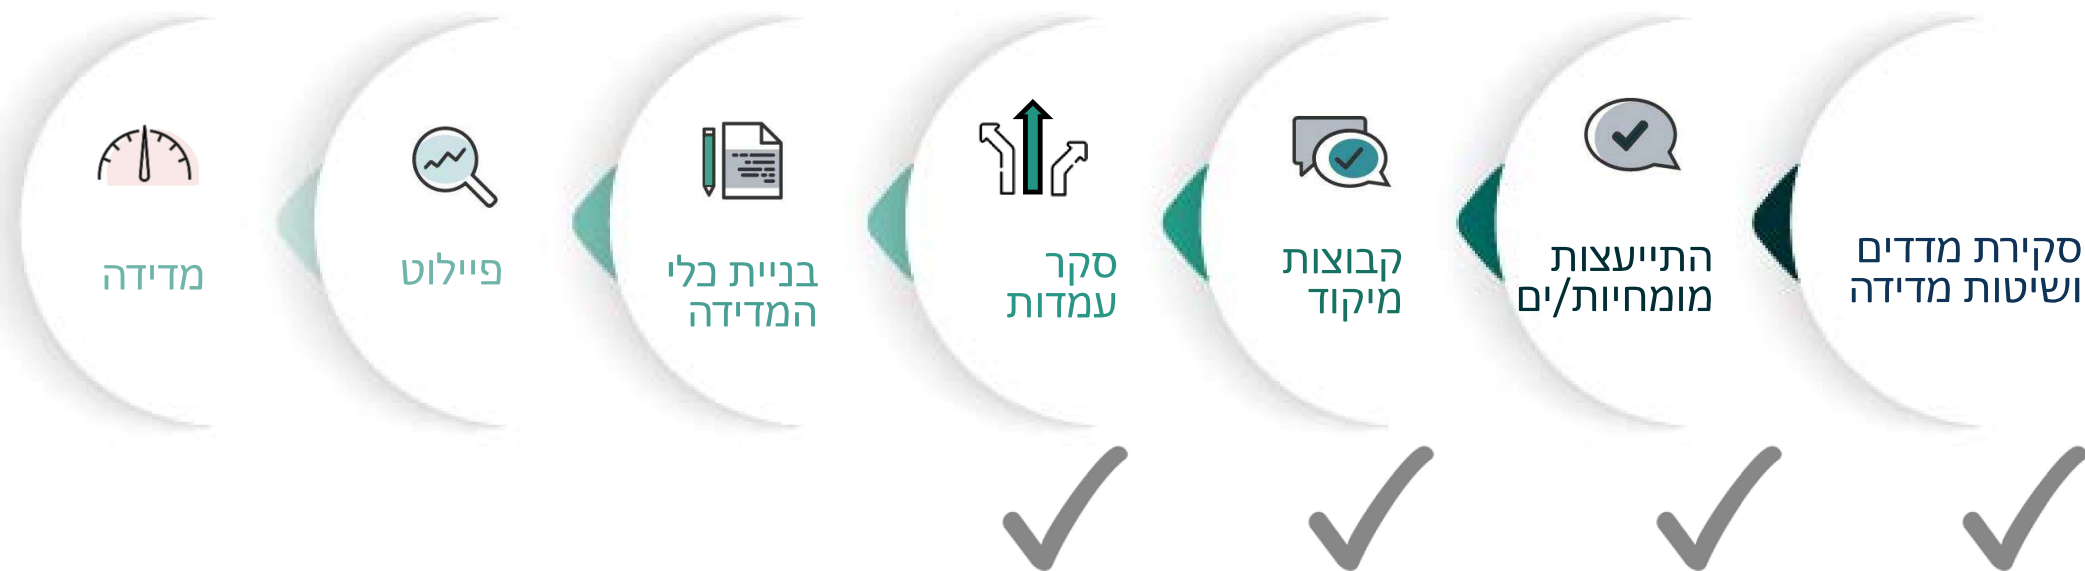 סקירת מדדים
ושיטות מדידה
התייעצות
מומחיות/ים
קבוצות
מיקוד
סקר
עמדות
בניית כלי
המדידה
פיילוט
מדידה